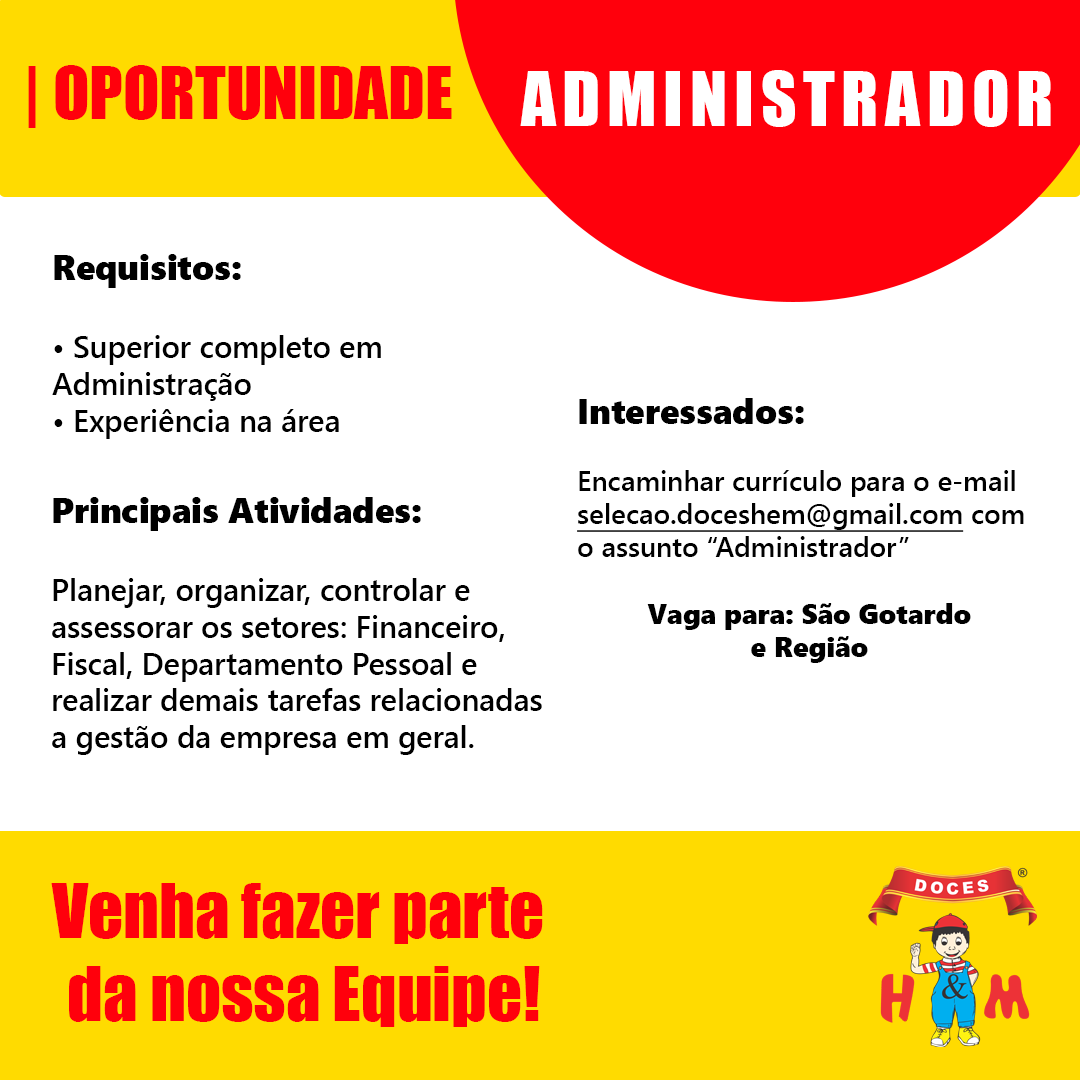 | OPORTUNIDADE
ADMINISTRADOR
Requisitos:
• Superior completo em
Administração
• Experiência na área
Principais Atividades:
Planejar, organizar, controlar e
assessorar os setores: Financeiro,
Fiscal, Departamento Pessoal e
realizar demais tarefas relacionadas
a gestão da empresa em geral.
Interessados:
Encaminhar currículo para o e-mail
selecao.doceshem@gmail.com com
o assunto “Administrador”
Vaga para: São Gotardo
e Região
Venha fazer parte
da nossa Equipe!
DOCES ®
H & M